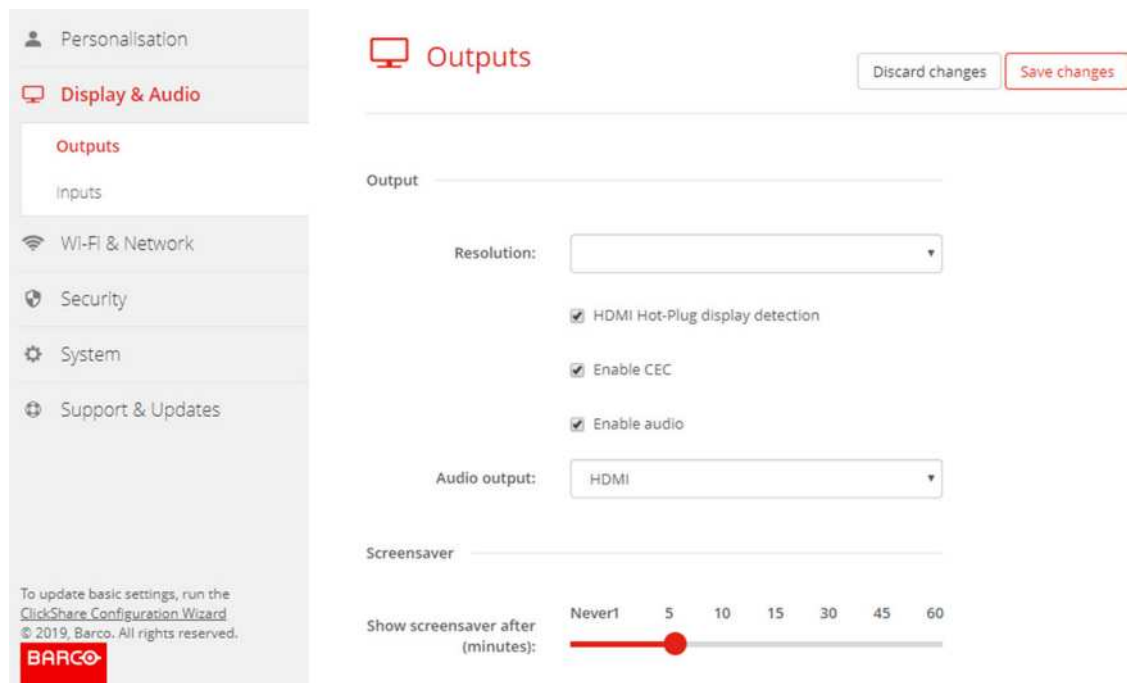 Personalisation
Display & Audio
Outputs
Inputs
Wi-Fi & Network
Security
System
Support & Updates
To update basic settings, run the
ClickShare Configuration Wizard
© 2019, Barco. All rights reserved.
BARCO
Outputs
Discard changes
Save changes
Output
Resolution:
HDMI Hot-Plug display detection
Enable CEC
Enable audio
Audio output:
HDMI
Screensaver
Never1 5 10 15 30 45 60
Show screensaver after
(minutes):